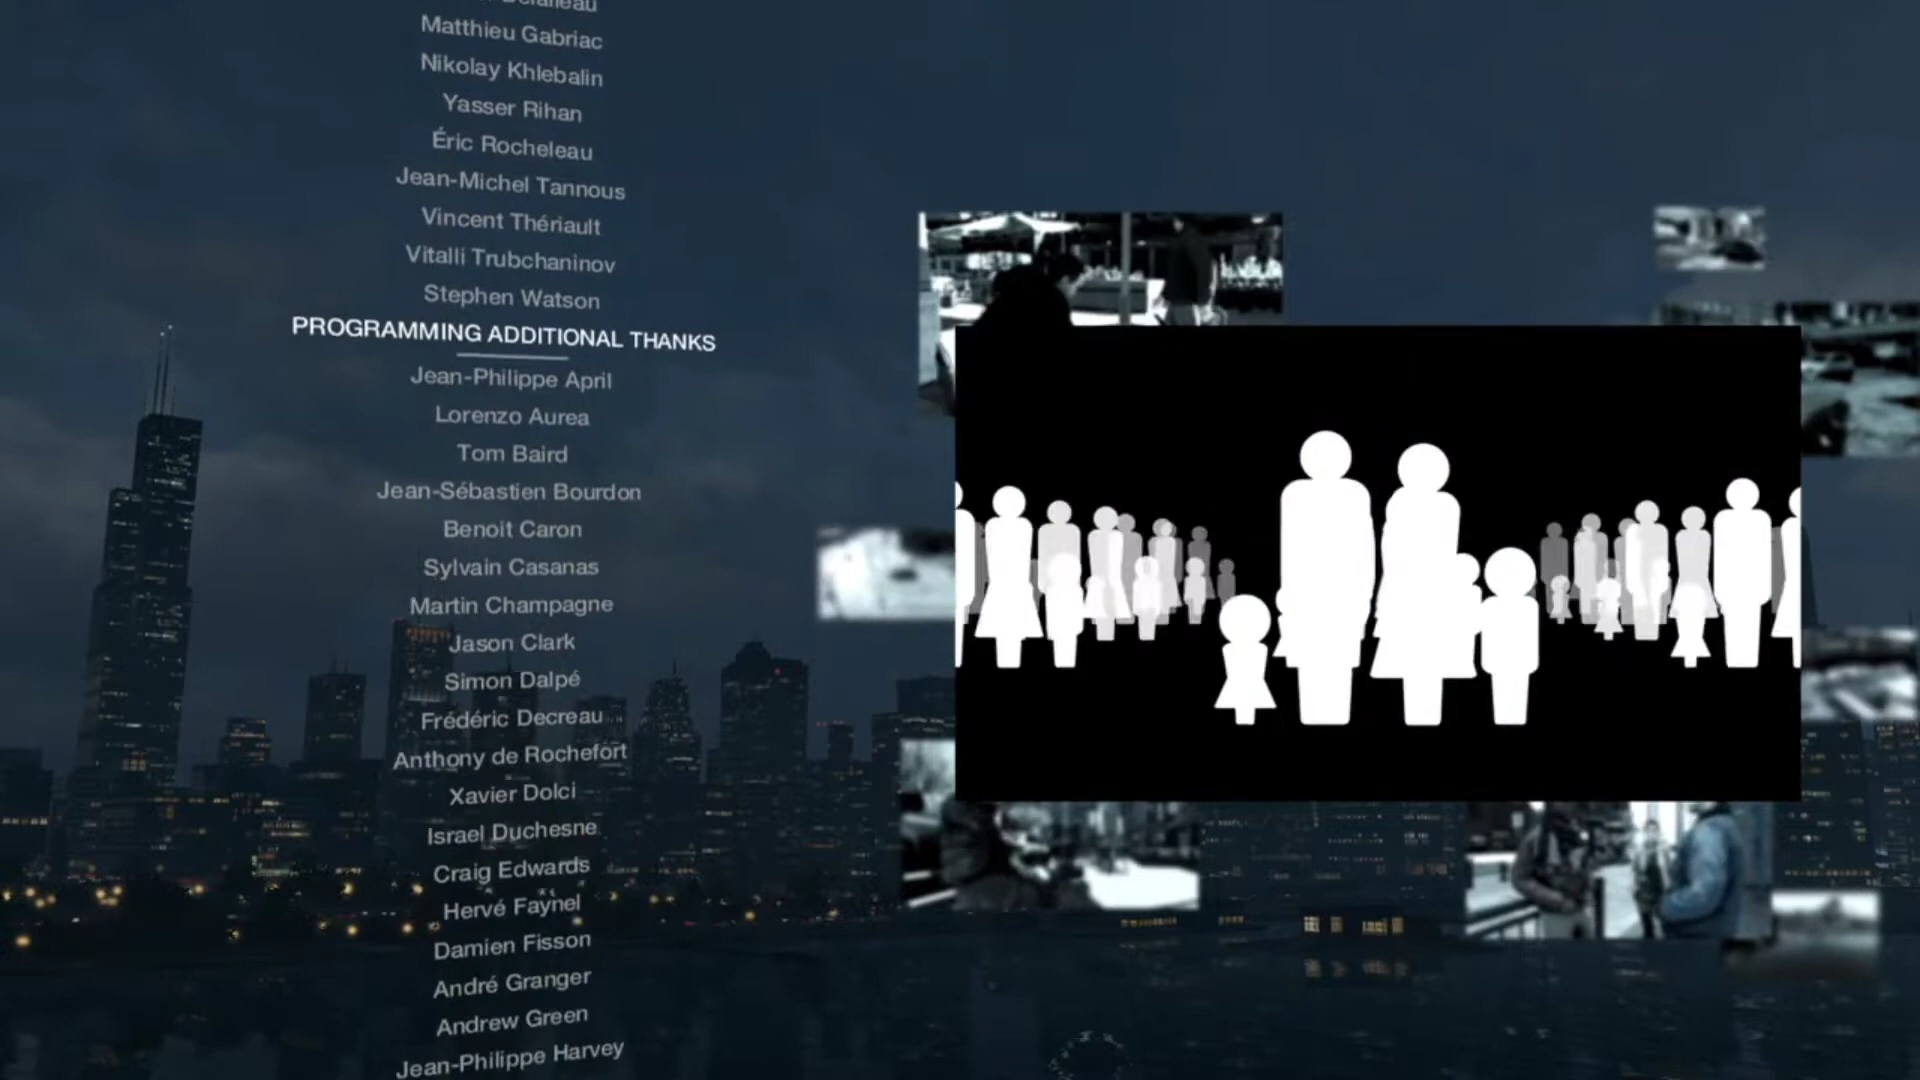 Matthieu Gabriac
Nikolay Khlebalin
Yasser Rihan
Éric Rocheleau
Jean-Michel Tannous
Vincent Thériault
Vitalli Trubchaninov
Stephen Watson
PROGRAMMING ADDITIONAL THANKS
Jean-Philippe April
Lorenzo Aurea
Tom Baird
Jean-Sébastien Bourdon
Benoit Caron
Sylvain Casanas
Martin Champagne
Jason Clark
Simon Dalpé
Frédéric Decreau
Anthony de Rochefort
Xavier Dolci
Israel Duchesne
Craig Edwards
Hervé Faynel
Damien Fisson
André Granger
Andrew Green
Jean-Philippe Harvey